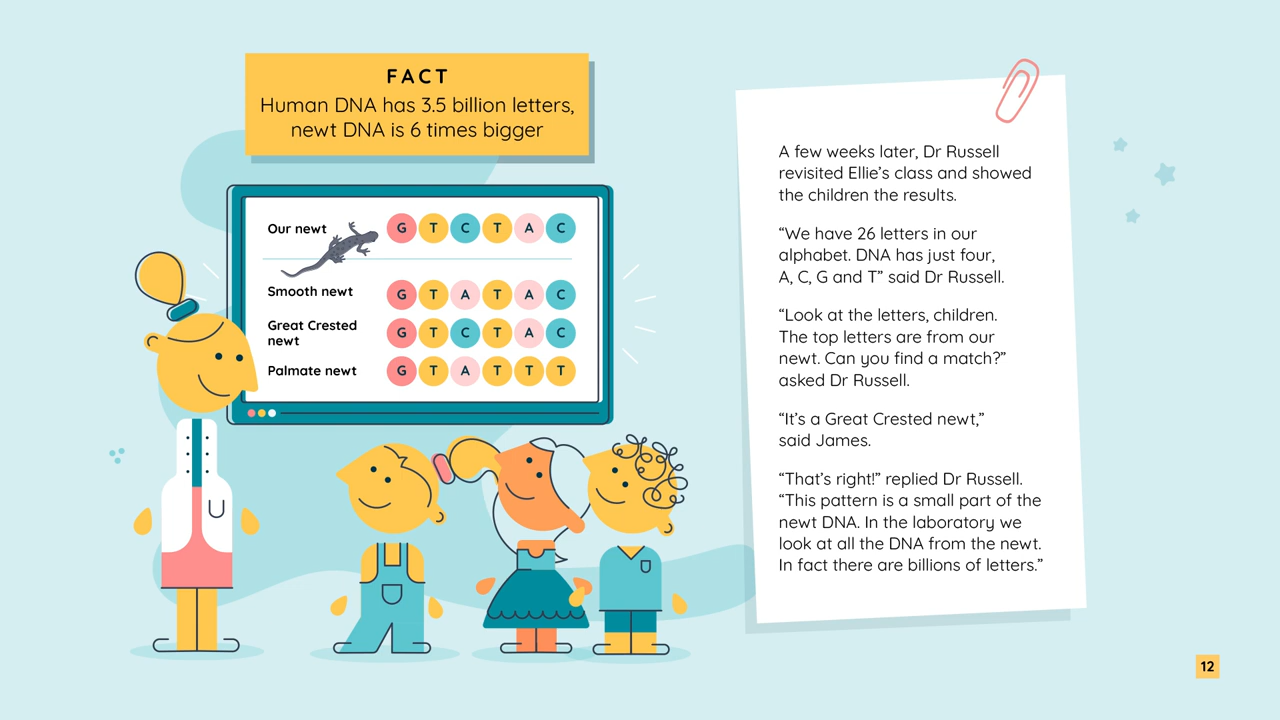 FACT
Human DNA has 3.5 billion letters,
newt DNA is 6 times bigger
Our newt G T C T A C
Smooth newt G T A T A C
Great Crested
newt G T C T A C
Palmate newt G T A T T T
A few weeks later, Dr Russell
revisited Ellie’s class and showed
the children the results.
“We have 26 letters in our
alphabet. DNA has just four,
A, C, G and T” said Dr Russell.
“Look at the letters, children.
The top letters are from our
newt. Can you find a match?”
asked Dr Russell.
“It’s a Great Crested newt,”
said James.
“That’s right!” replied Dr Russell.
“This pattern is a small part of the
newt DNA. In the laboratory we
look at all the DNA from the newt.
In fact there are billions of letters.”
12